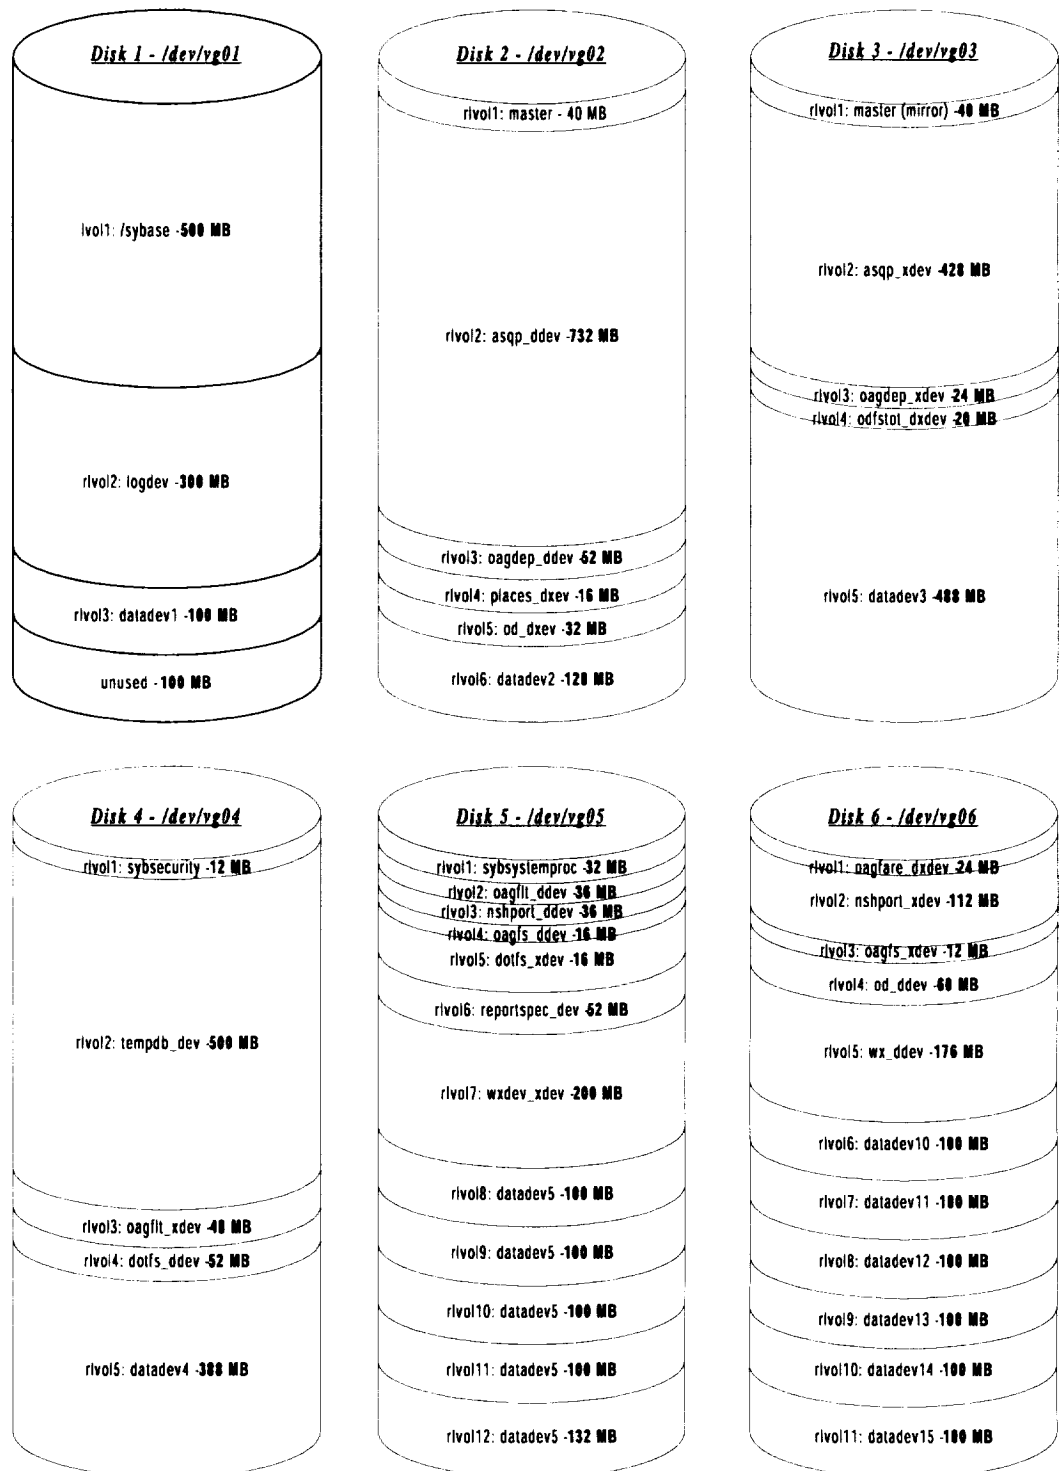 Disk 1 - /dev/vg01
lvol1: /sybase -500 MB
rlvol2: logdev -300 MB
rlvol3: datadev1 -100 MB
unused -100 MB
Disk 2 - /dev/vg02
rlvol1: master - 40 MB
rlvol2: asqp_ddev -732 MB
rlvol3: oagdep_ddev -52 MB
rlvol4: places_dxev -16 MB
rlvol5: od_dxev -32 MB
rlvol6: datadev2 -128 MB
Disk 3 - /dev/vg03
rlvol1: master (mirror) -40 MB
rlvol2: asqp_xdev -428 MB
rlvol3: oagdep_xdev -24 MB
rlvol4: odfstot_dxdev -20 MB
rlvol5: datadev3 -488 MB
Disk 4 - /dev/vg04
rlvol1: sybsecurity -12 MB
rlvol2: tempdb_dev -500 MB
rlvol3: oagflt_xdev -48 MB
rlvol4: dotfs_ddev -52 MB
rlvol5: datadev4 -388 MB
Disk 5 - /dev/vg05
rlvol1: sybsystemproc -32 MB
rlvol2: oagflt_ddev -36 MB
rlvol3: nshport_ddev -36 MB
rlvol4: oagfs_ddev -16 MB
rlvol5: dotfs_xdev -16 MB
rlvol6: reportspec_dev -52 MB
rlvol7: wxdev_xdev -200 MB
rlvol8: datadev5 -100 MB
rlvol9: datadev5 -100 MB
rlvol10: datadev5 -100 MB
rlvol11: datadev5 -100 MB
rlvol12: datadev5 -132 MB
Disk 6 - /dev/vg06
rlvol1: oagfare_dxdev -24 MB
rlvol2: nshport_xdev -112 MB
rlvol3: oagfs_xdev -12 MB
rlvol4: od_ddev -60 MB
rlvol5: wx_ddev -176 MB
rlvol6: datadev10 -100 MB
rlvol7: datadev11 -100 MB
rlvol8: datadev12 -100 MB
rlvol9: datadev13 -100 MB
rlvol10: datadev14 -100 MB
rlvol11: datadev15 -100 MB